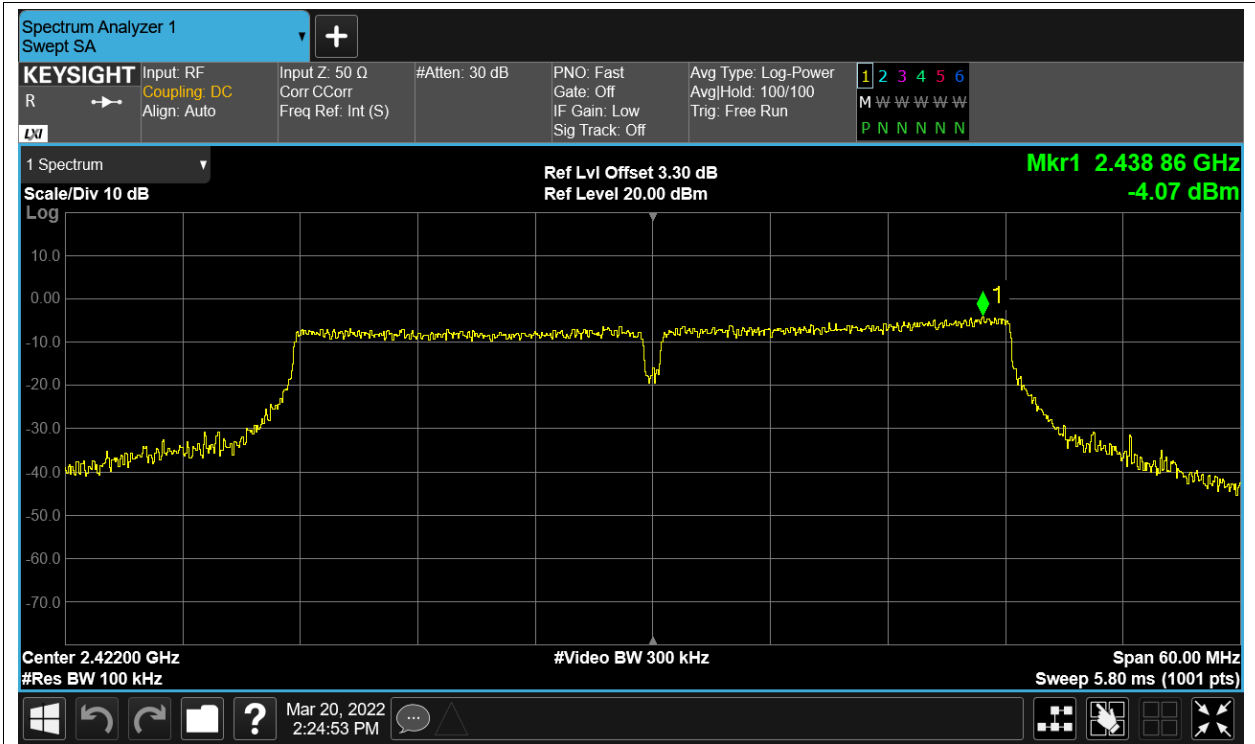 Spectrum Analyzer 1
Swept SA
KEYSIGHT
R
LXI
Input: RF
Coupling: DC
Align: Auto
Input Z: 50 Ω
Corr CCorr
Freq Ref: Int (S)
#Atten: 30 dB
PNO: Fast
Gate: Off
IF Gain: Low
Sig Track: Off
Avg Type: Log-Power
Avg|Hold: 100/100
Trig: Free Run
1 2 3 4 5 6
M W W W W W
P N N N N N
1 Spectrum
Scale/Div 10 dB
Log
Ref Lvl Offset 3.30 dB
Ref Level 20.00 dBm
Mkr1 2.438 86 GHz
-4.07 dBm
10.0
0.00
-10.0
-20.0
-30.0
-40.0
-50.0
-60.0
-70.0
1
Center 2.42200 GHz
#Res BW 100 kHz
#Video BW 300 kHz
Span 60.00 MHz
Sweep 5.80 ms (1001 pts)
?
Mar 20, 2022
2:24:53 PM